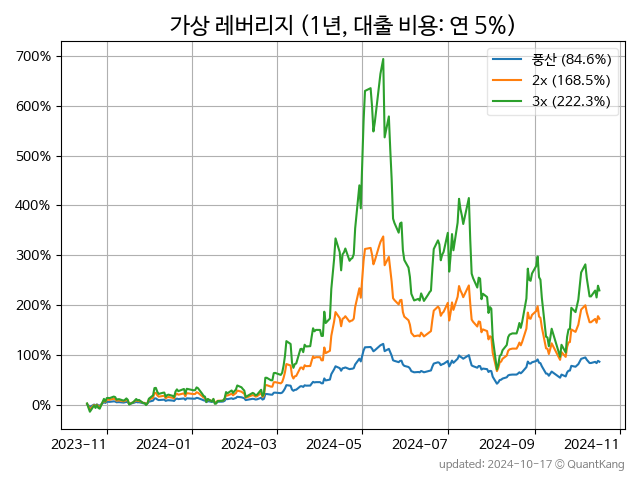 가상 레버리지 (1년, 대출 비용: 연 5%)
700%
600%
500%
400%
300%
200%
100%
0%
풍산 (84.6%)
2x (168.5%)
3x (222.3%)
2023-11 2024-01 2024-03 2024-05 2024-07 2024-09 2024-11
updated: 2024-10-17 © QuantKang